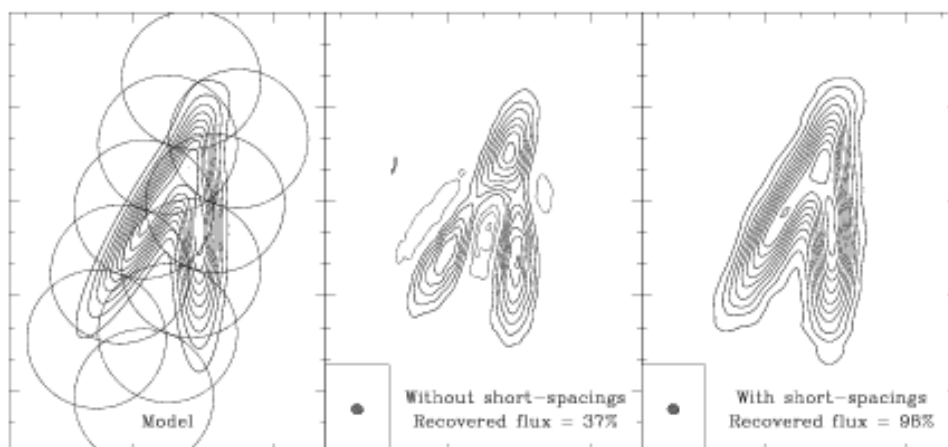 Model
Without short-spacings
Recovered flux = 37%
With short-spacings
Recovered flux = 98%